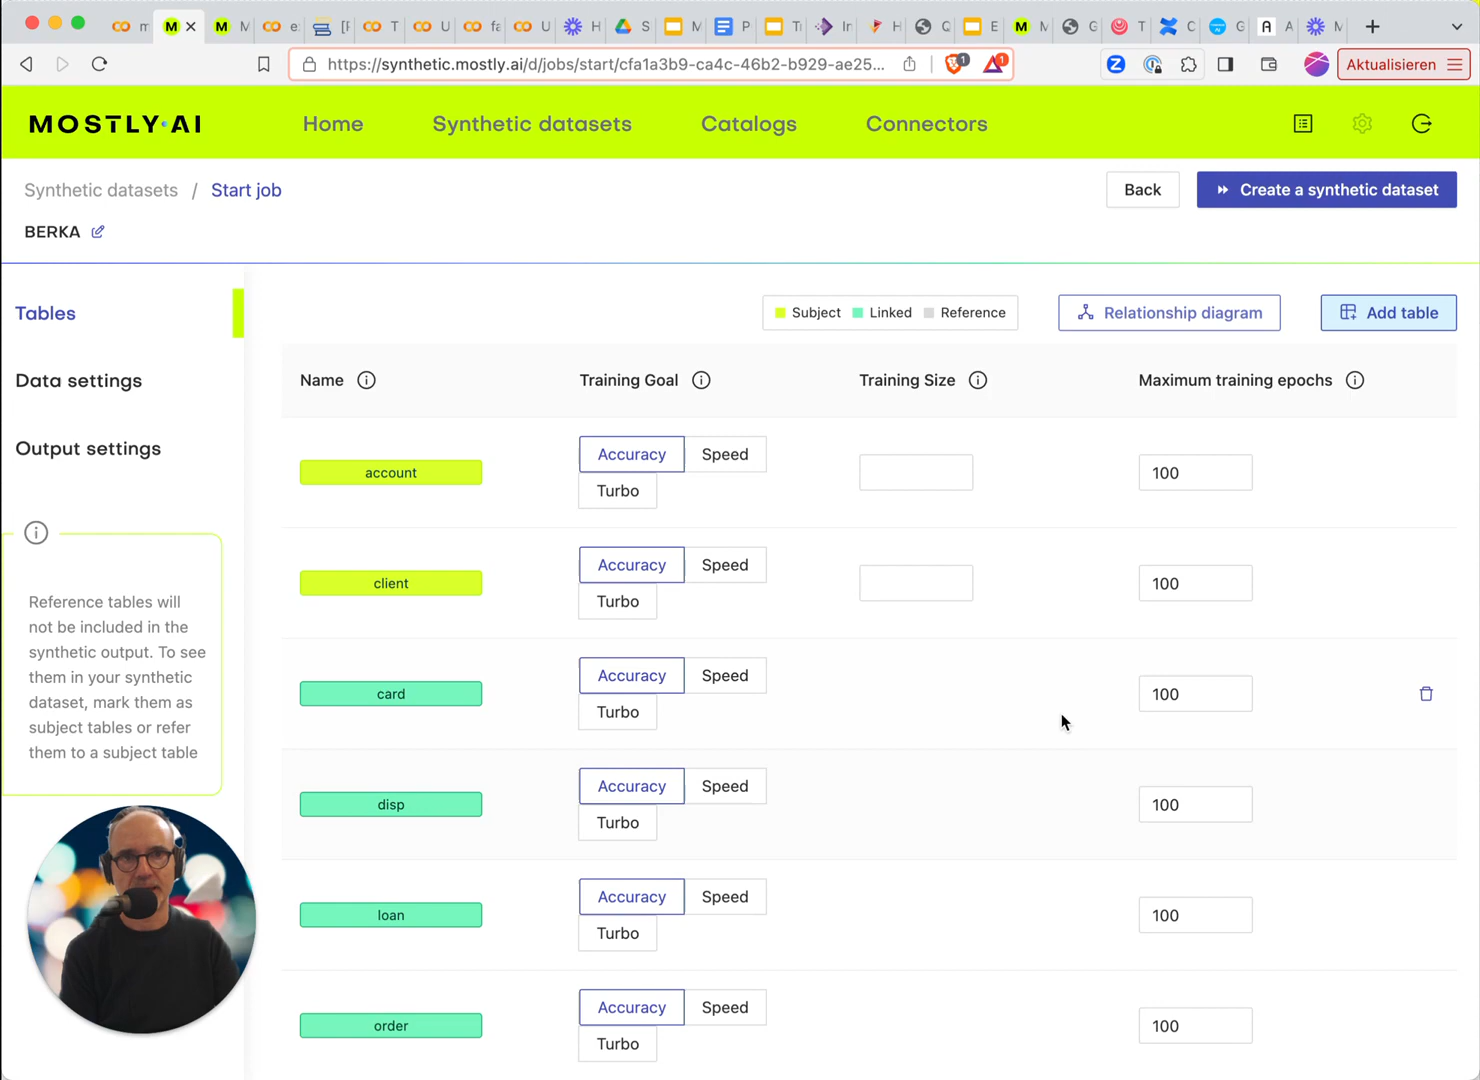 m
M
M
e:
[F
T
U
fa
U
H
S
M
P
Tı
Iı
H
Q
E
M
G
T
C
G
A
M
https://synthetic.mostly.ai/d/jobs/start/cfa1a3b9-ca4c-46b2-b929-ae25...
1
1
Z
Aktualisieren
MOSTLY·AI
Home
Synthetic datasets
Catalogs
Connectors
Synthetic datasets / Start job
Back
Create a synthetic dataset
BERKA
Tables
Data settings
Output settings
Reference tables will
not be included in the
synthetic output. To see
them in your synthetic
dataset, mark them as
subject tables or refer
them to a subject table
Subject
Linked
Reference
Relationship diagram
Add table
Name
Training Goal
Training Size
Maximum training epochs
account
Accuracy
Speed
Turbo
100
client
Accuracy
Speed
Turbo
100
card
Accuracy
Speed
Turbo
100
disp
Accuracy
Speed
Turbo
100
loan
Accuracy
Speed
Turbo
100
order
Accuracy
Speed
Turbo
100